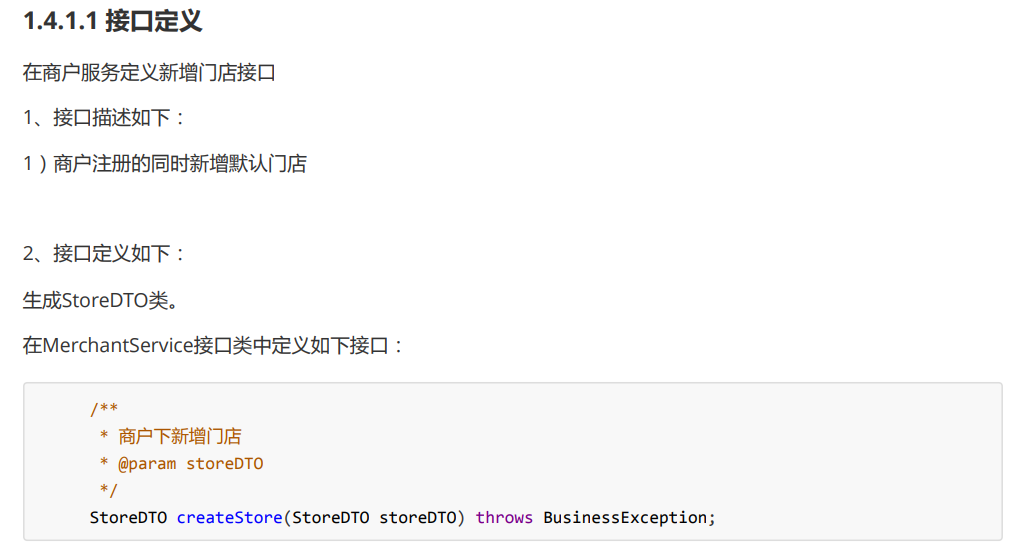 1.4.1.1 接口定义
在商户服务定义新增门店接口
1、接口描述如下：
1）商户注册的同时新增默认门店
2、接口定义如下：
生成StoreDTO类。
在MerchantService接口类中定义如下接口：
/**
* 商户下新增门店
* @param storeDTO
*/
StoreDTO createStore(StoreDTO storeDTO) throws BusinessException;